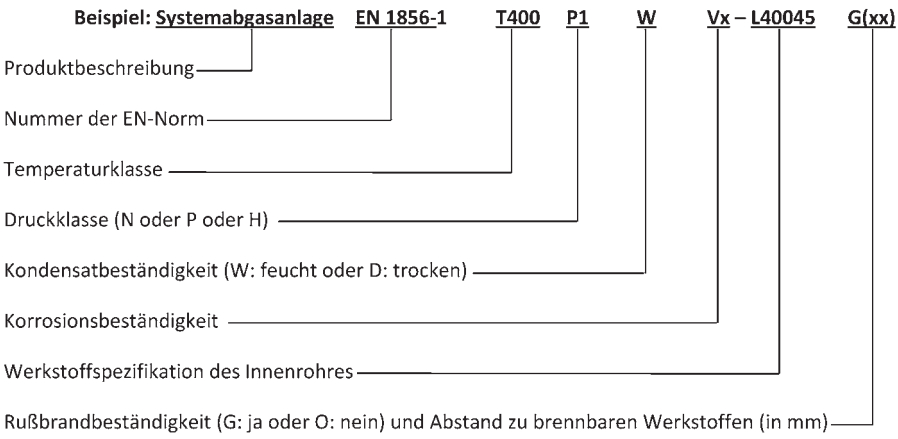 Beispiel: Systemabgasanlage EN 1856-1 T400 P1 W Vx – L40045 G(xx)
Produktbeschreibung
Nummer der EN-Norm
Temperaturklasse
Druckklasse (N oder P oder H)
Kondensatbeständigkeit (W: feucht oder D: trocken)
Korrosionsbeständigkeit
Werkstoffspezifikation des Innenrohres
Rußbrandbeständigkeit (G: ja oder O: nein) und Abstand zu brennbaren Werkstoffen (in mm)